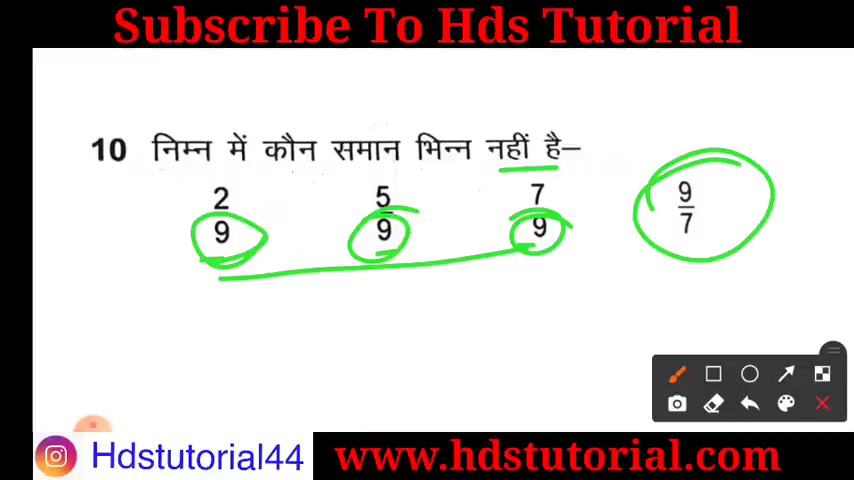 Subscribe To Hds Tutorial
10 निम्न में कौन समान भिन्न नहीं है–
2/9 5/9 7/9 9/7
Hdstutorial44
www.hdstutorial.com